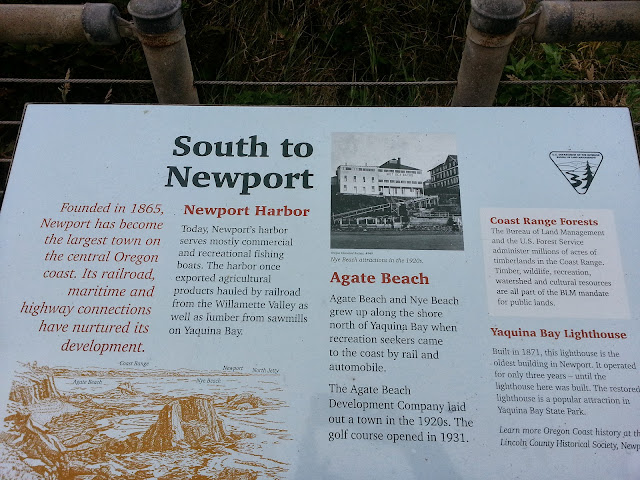 South to
Newport
Founded in 1865,
Newport has become
the largest town on
the central Oregon
coast. Its railroad,
maritime and
highway connections
have nurtured its
development.
Newport Harbor
Today, Newport's harbor
serves mostly commercial
and recreational fishing
boats. The harbor once
exported agricultural
products hauled by railroad
from the Willamette Valley as
well as lumber from sawmills
on Yaquina Bay.
Coast Range
Newport
North Jetty
Agate Beach
Nye Beach
Nye Beach attractions in the 1920s.
Agate Beach
Agate Beach and Nye Beach
grew up along the shore
north of Yaquina Bay when
recreation seekers came
to the coast by rail and
automobile.
The Agate Beach
Development Company laid
out a town in the 1920s. The
golf course opened in 1931.
Coast Range Forests
The Bureau of Land Management
and the U.S. Forest Service
administer millions of acres of
timberlands in the Coast Range.
Timber, wildlife, recreation,
watershed and cultural resources
are all part of the BLM mandate
for public lands.
Yaquina Bay Lighthouse
Built in 1871, this lighthouse is the
oldest building in Newport. It operated
for only three years – until the
lighthouse here was built. The restored
lighthouse is a popular attraction in
Yaquina Bay State Park.
Learn more Oregon Coast history at th
Lincoln County Historical Society, Newp